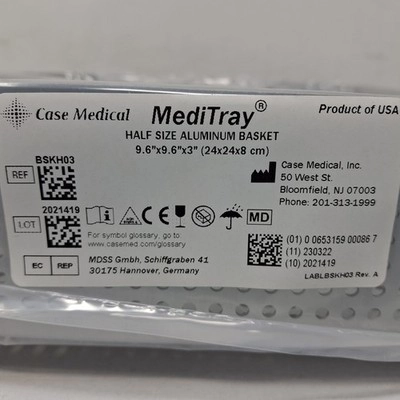 Case Medical
MediTray®
Product of USA
HALF SIZE ALUMINUM BASKET
9.6"x9.6"x3" (24x24x8 cm)
REF
BSKH03
Case Medical, Inc.
50 West St.
Bloomfield, NJ 07003
Phone: 201-313-1999
LOT
2021419
CE
MD
For symbol glossary, go to
www.casemed.com/glossary
(01) 0 0653159 00086 7
(11) 230322
(10) 2021419
EC REP
MDSS Gmbh, Schiffgraben 41
30175 Hannover, Germany
LABLBSKH03 Rev. A